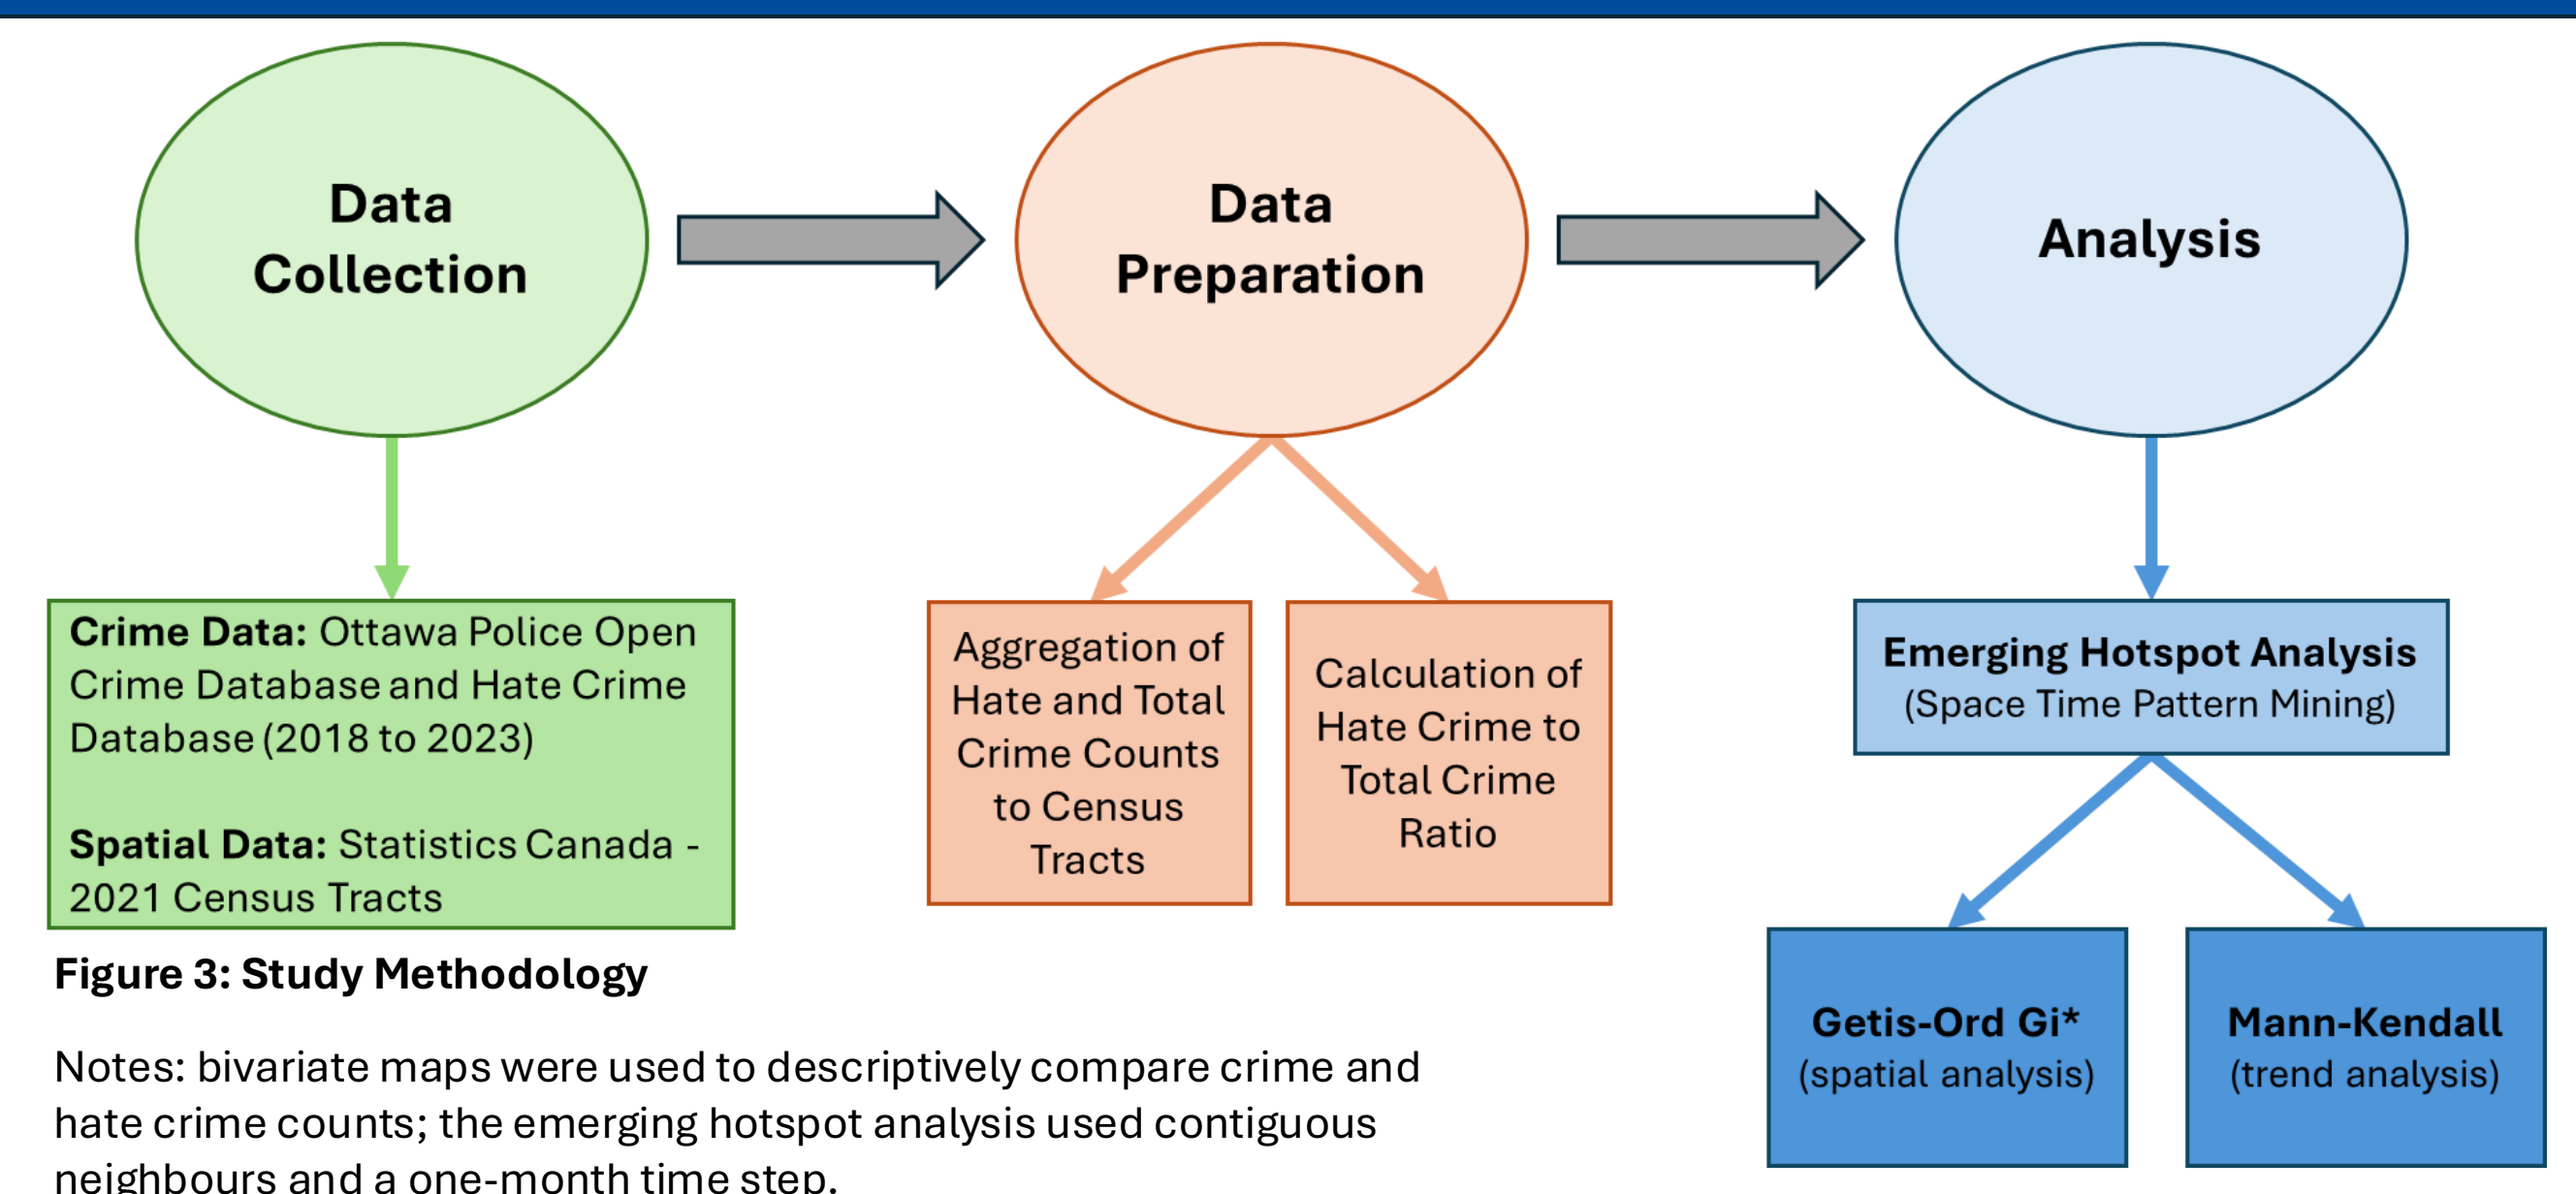 Data
Collection
Data
Preparation
Analysis
Crime Data: Ottawa Police Open
Crime Database and Hate Crime
Database (2018 to 2023)
Spatial Data: Statistics Canada -
2021 Census Tracts
Aggregation of
Hate and Total
Crime Counts
to Census
Tracts
Calculation of
Hate Crime to
Total Crime
Ratio
Emerging Hotspot Analysis
(Space Time Pattern Mining)
Getis-Ord Gi*
(spatial analysis)
Mann-Kendall
(trend analysis)
Figure 3: Study Methodology
Notes: bivariate maps were used to descriptively compare crime and
hate crime counts; the emerging hotspot analysis used contiguous
neighbours and a one-month time step.